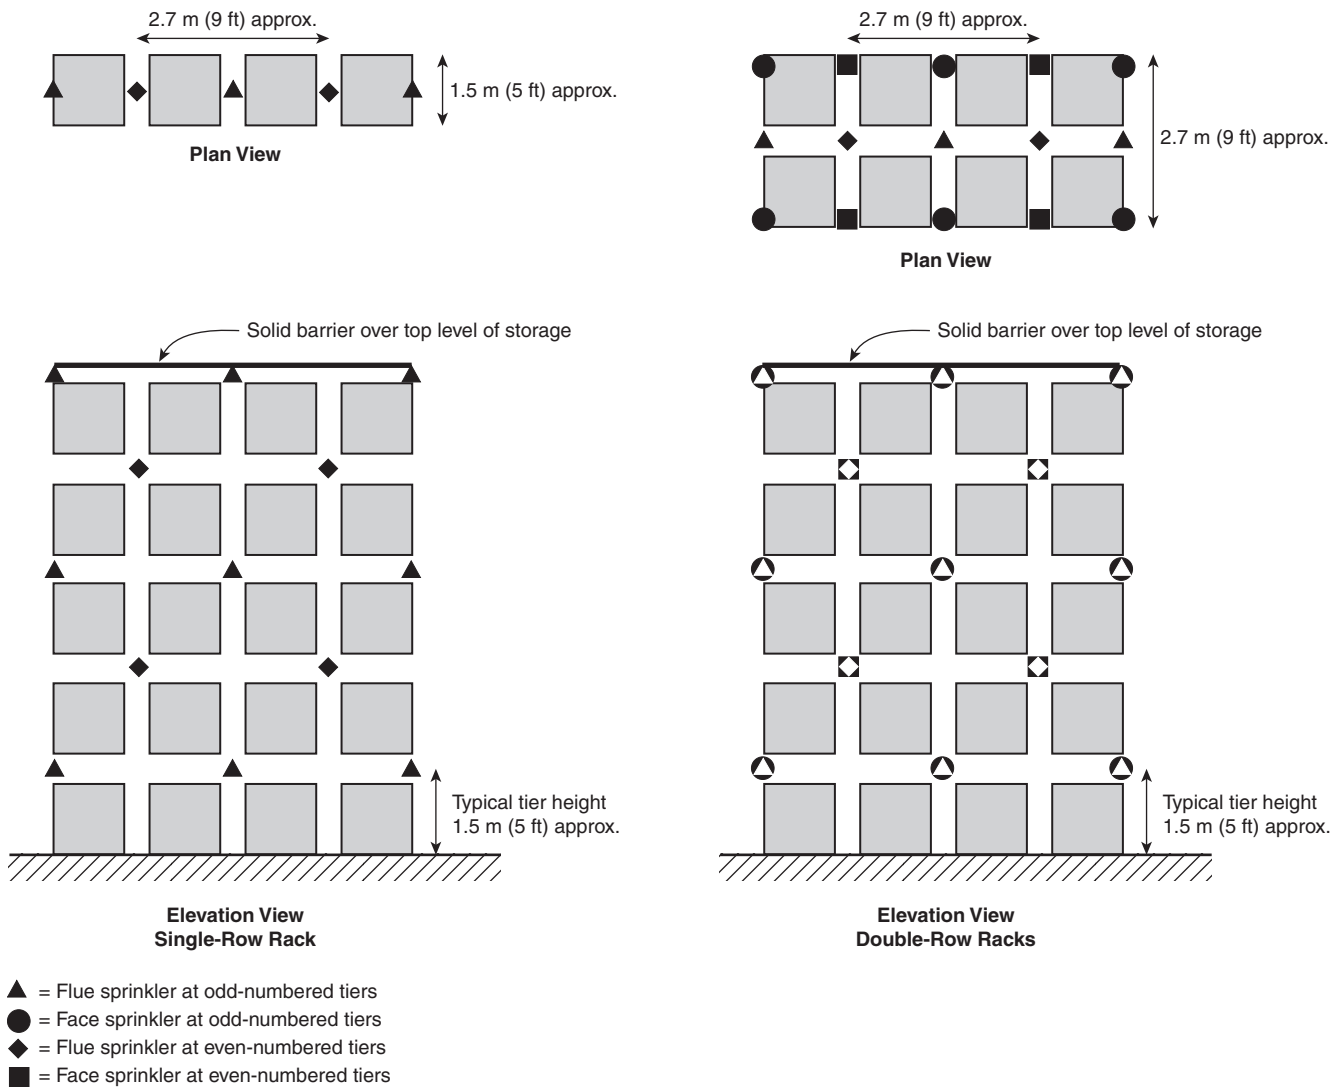 2.7 m (9 ft) approx.
1.5 m (5 ft) approx.
Plan View
2.7 m (9 ft) approx.
2.7 m (9 ft) approx.
Plan View
Solid barrier over top level of storage
Typical tier height
1.5 m (5 ft) approx.
Elevation View
Single-Row Rack
Solid barrier over top level of storage
Typical tier height
1.5 m (5 ft) approx.
Elevation View
Double-Row Racks
= Flue sprinkler at odd-numbered tiers
= Face sprinkler at odd-numbered tiers
= Flue sprinkler at even-numbered tiers
= Face sprinkler at even-numbered tiers